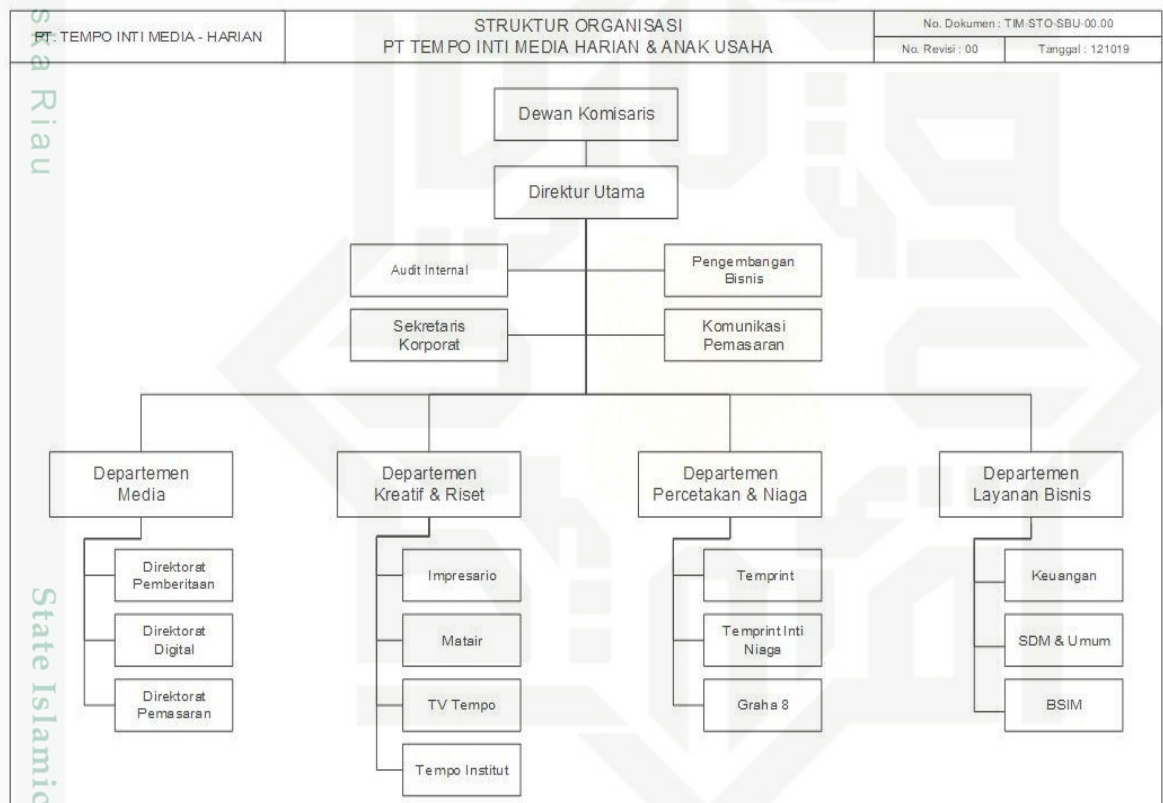 PT. TEMPO INTI MEDIA - HARIAN
STRUKTUR ORGANISASI
PT TEMPO INTI MEDIA HARIAN & ANAK USAHA
No. Dokumen : TIM-STO-SBU-00.00
No. Revisi : 00
Tanggal : 121019
ska Riau
Dewan Komisaris
Direktur Utama
Audit Internal
Pengembangan
Bisnis
Sekretaris
Korporat
Komunikasi
Pemasaran
Departemen
Media
Departemen
Kreatif & Riset
Departemen
Percetakan & Niaga
Departemen
Layanan Bisnis
Direktorat
Pemberitaan
Direktorat
Digital
Direktorat
Pemasaran
Impresario
Matair
TV Tempo
Tempo Institut
Temprint
Temprint Inti
Niaga
Graha 8
Keuangan
SDM & Umum
BSIM
State Islamic